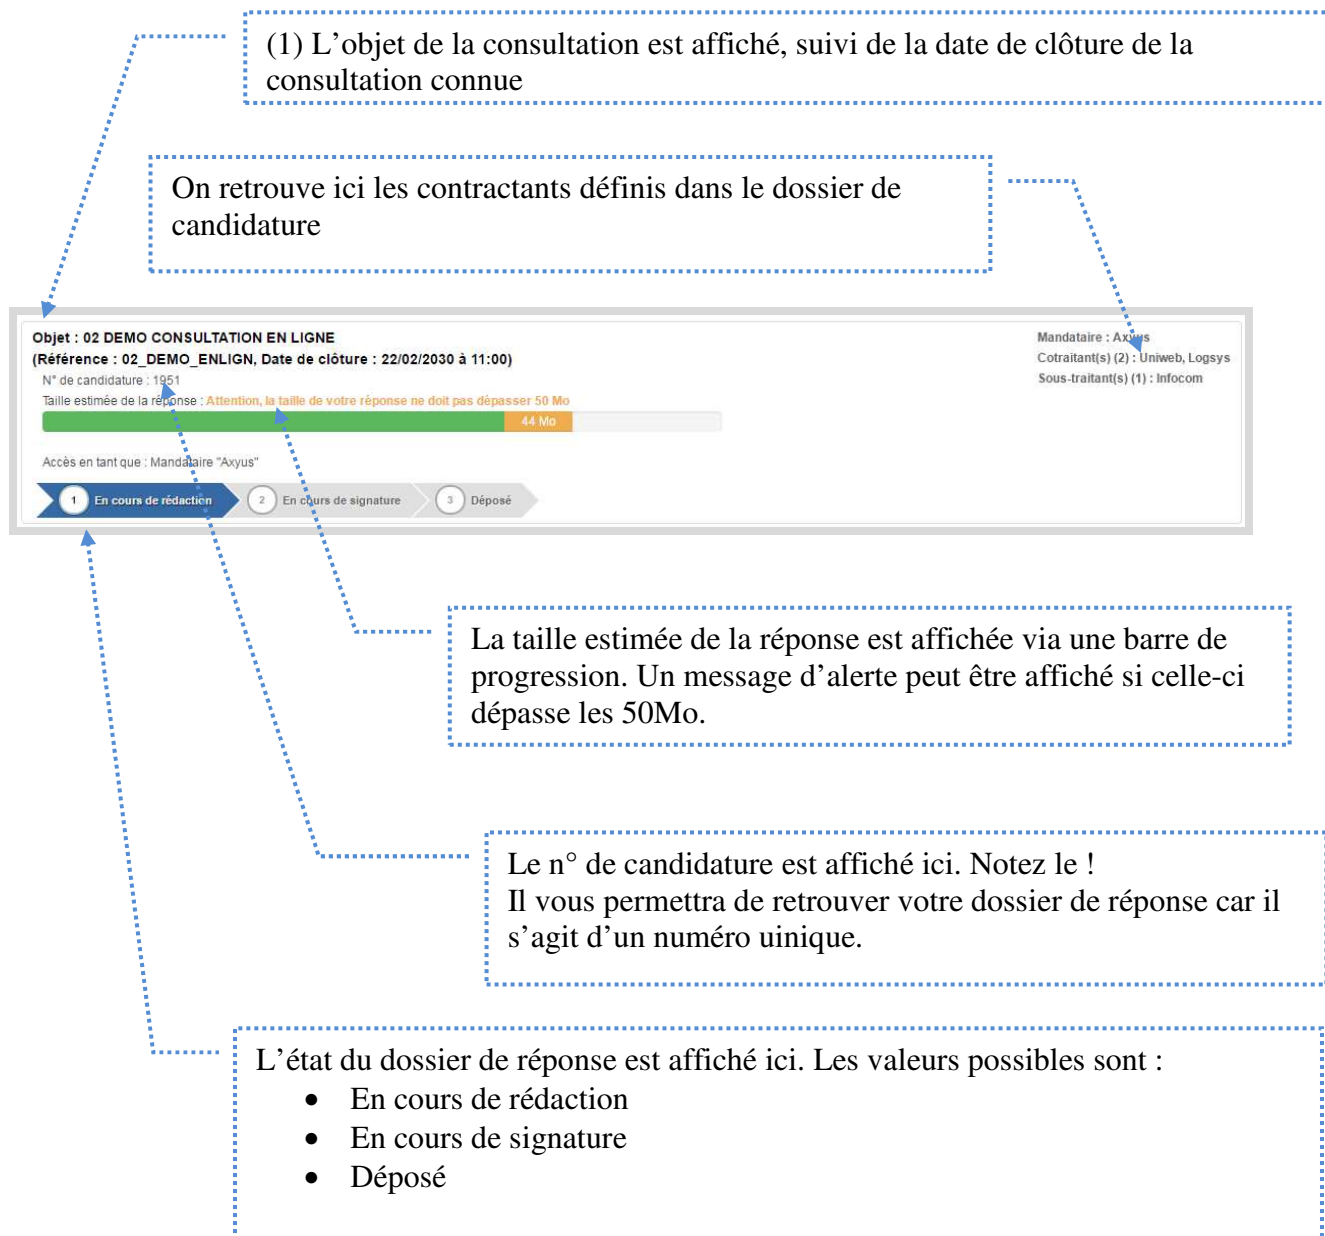 (1) L’objet de la consultation est affiché, suivi de la date de clôture de la
consultation connue
On retrouve ici les contractants définis dans le dossier de
candidature
Objet : 02 DEMO CONSULTATION EN LIGNE
(Référence : 02_DEMO_ENLIGN, Date de clôture : 22/02/2030 à 11:00)
N° de candidature : 1951
Taille estimée de la réponse : Attention, la taille de votre réponse ne doit pas dépasser 50 Mo
44 Mo
Accès en tant que : Mandataire "Axyus"
1 En cours de rédaction
2 En cours de signature
3 Déposé
Mandataire : Axyus
Cotraitant(s) (2) : Uniweb, Logsys
Sous-traitant(s) (1) : Infocom
La taille estimée de la réponse est affichée via une barre de
progression. Un message d’alerte peut être affiché si celle-ci
dépasse les 50Mo.
Le n° de candidature est affiché ici. Notez le !
Il vous permettra de retrouver votre dossier de réponse car il
s’agit d’un numéro uinique.
L’état du dossier de réponse est affiché ici. Les valeurs possibles sont :
• En cours de rédaction
• En cours de signature
• Déposé